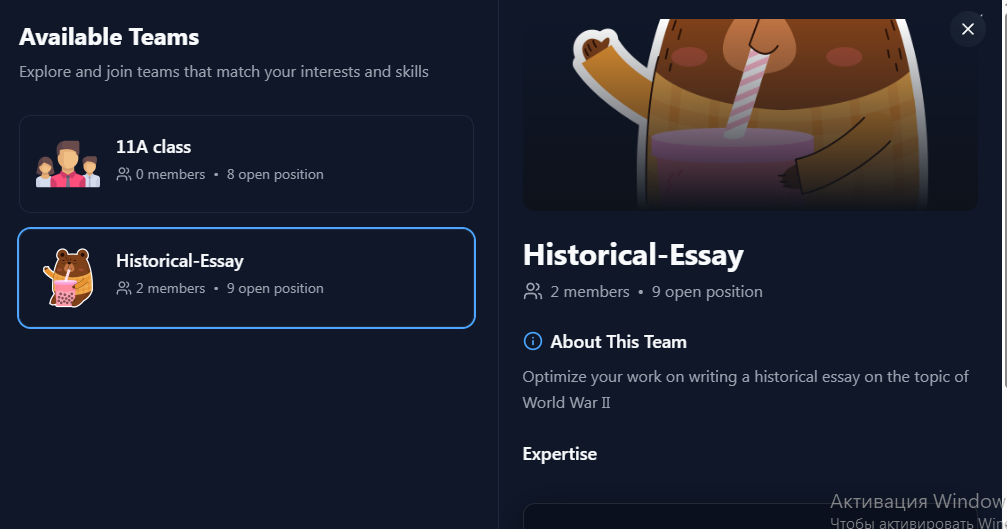 Available Teams
Explore and join teams that match your interests and skills
11A class
0 members • 8 open position
Historical-Essay
2 members • 9 open position
Historical-Essay
2 members • 9 open position
About This Team
Optimize your work on writing a historical essay on the topic of
World War II
Expertise
Активация Window
Чтобы активировать Win